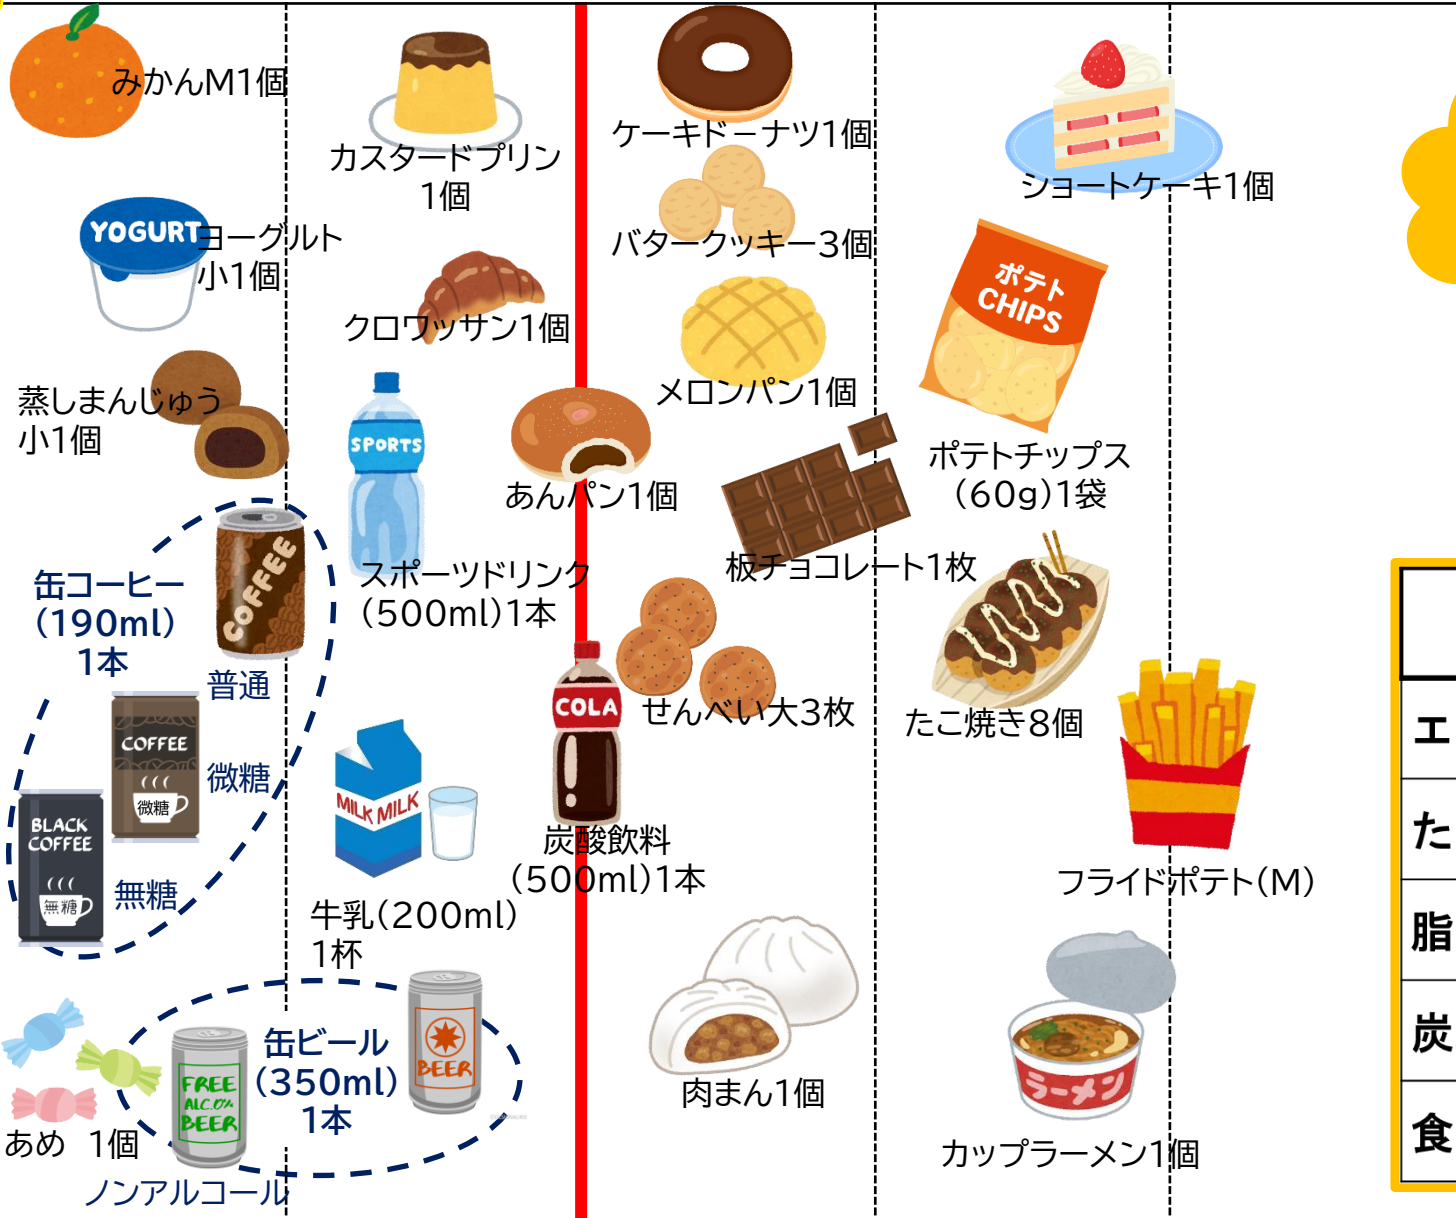 みかんM1個
カスタードプリン
1個
ケーキドーナツ1個
ショートケーキ1個
YOGURT
ヨーグルト
小1個
バタークッキー3個
クロワッサン1個
ポテト
CHIPS
メロンパン1個
蒸しまんじゅう
小1個
SPORTS
あんパン1個
ポテトチップス
(60g)1袋
COFFEE
缶コーヒー
(190ml)
1本
普通
スポーツドリンク
(500ml)1本
板チョコレート1枚
COLA
せんべい大3枚
たこ焼き8個
COFFEE
微糖
微糖
BLACK
COFFEE
無糖
無糖
MILK MILK
牛乳(200ml)
1杯
炭酸飲料
(500ml)1本
フライドポテト(M)
肉まん1個
ラーメン
カップラーメン1個
あめ 1個
FREE
ALC.0%
BEER
ノンアルコール
缶ビール
(350ml)
1本
BEER
エ
た
脂
炭
食